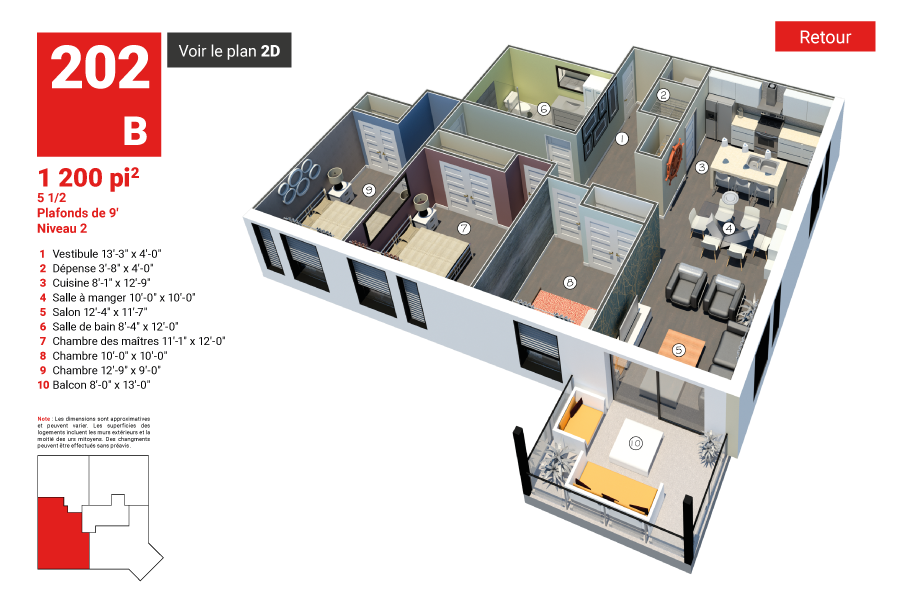 202
B
Voir le plan 2D
Retour
1 200 pi²
5 1/2
Plafonds de 9'
Niveau 2
1 Vestibule 13'-3" x 4'-0"
2 Dépense 3'-8" x 4'-0"
3 Cuisine 8'-1" x 12'-9"
4 Salle à manger 10'-0" x 10'-0"
5 Salon 12'-4" x 11'-7"
6 Salle de bain 8'-4" x 12'-0"
7 Chambre des maîtres 11'-1" x 12'-0"
8 Chambre 10'-0" x 10'-0"
9 Chambre 12'-9" x 9'-0"
10 Balcon 8'-0" x 13'-0"
Note : Les dimensions sont approximatives
et peuvent varier. Les superficies des
logements incluent les murs extérieurs et la
moitié des urs mitoyens. Des changments
peuvent être effectués sans préavis.
6
2
1
3
9
7
4
8
5
10